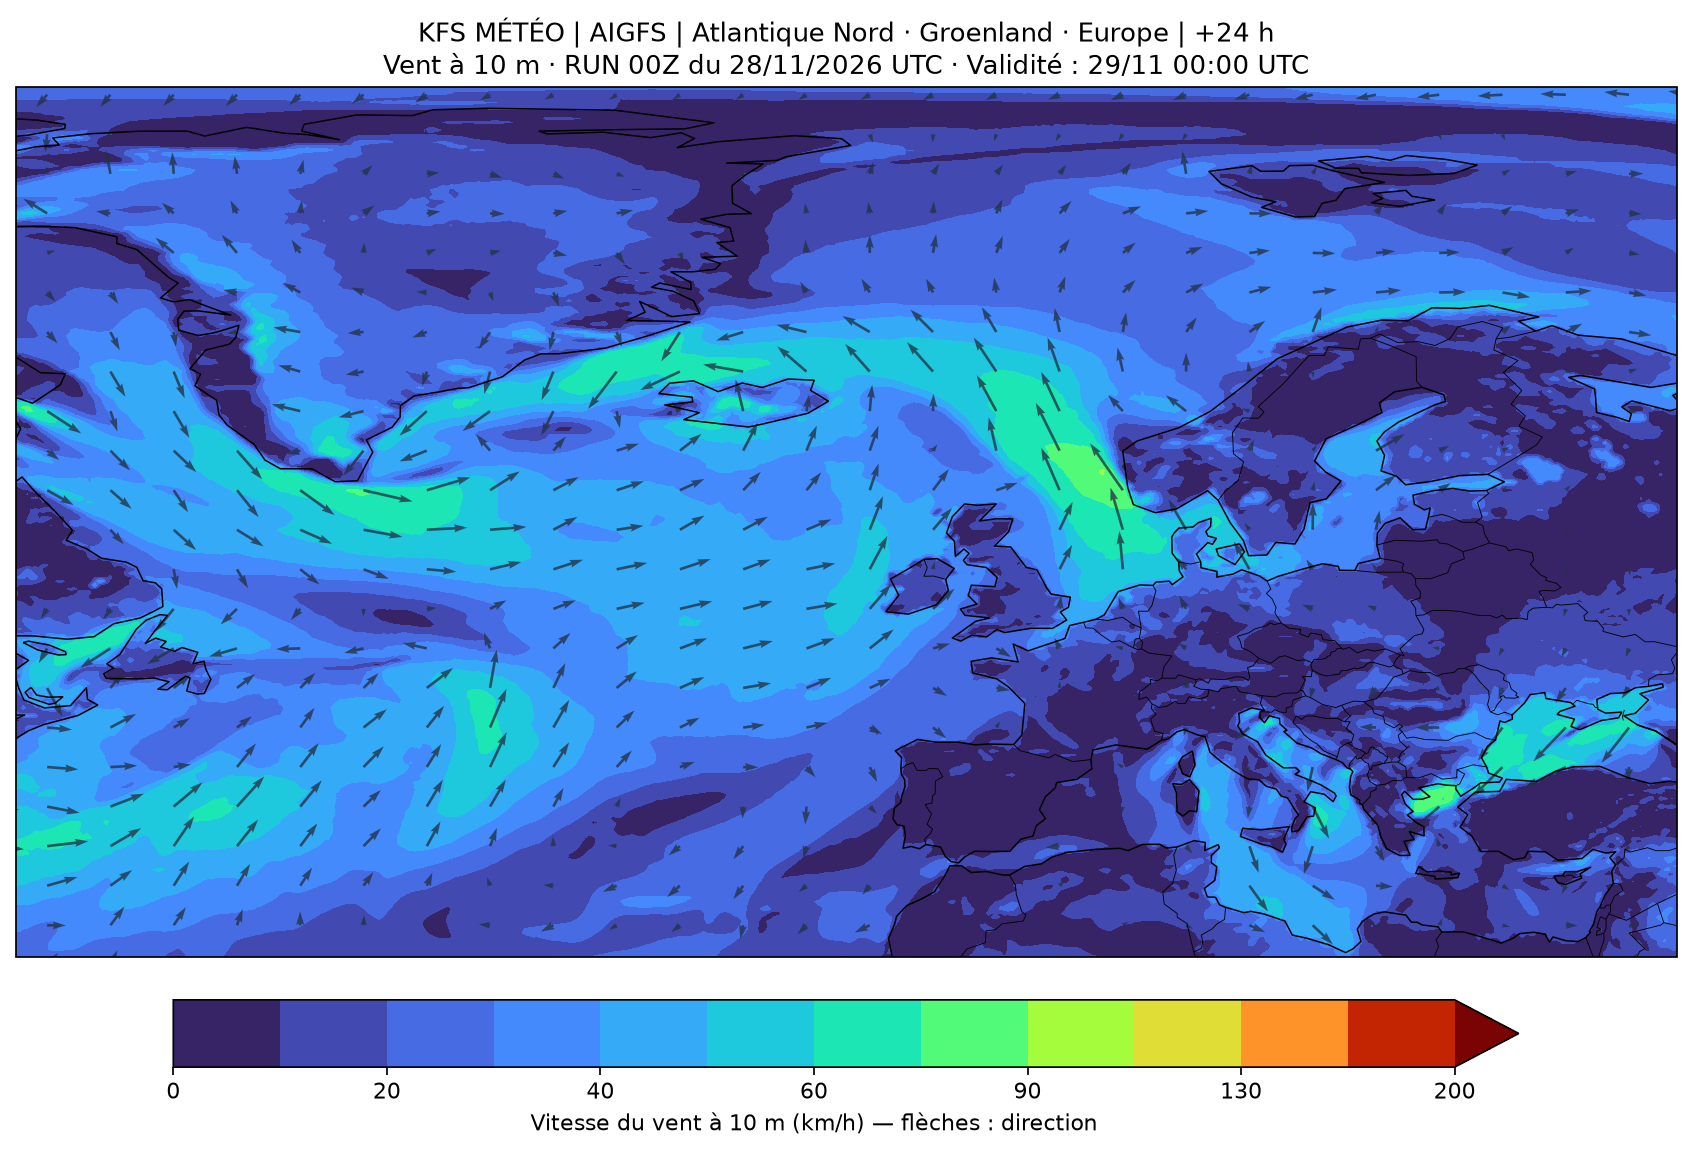 KFS MÉTÉO | AIGFS | Atlantique Nord · Groenland · Europe | +24 h
Vent à 10 m · RUN 00Z du 28/11/2026 UTC · Validité : 29/11 00:00 UTC
0 20 40 60 90 130 200
Vitesse du vent à 10 m (km/h) — flèches : direction